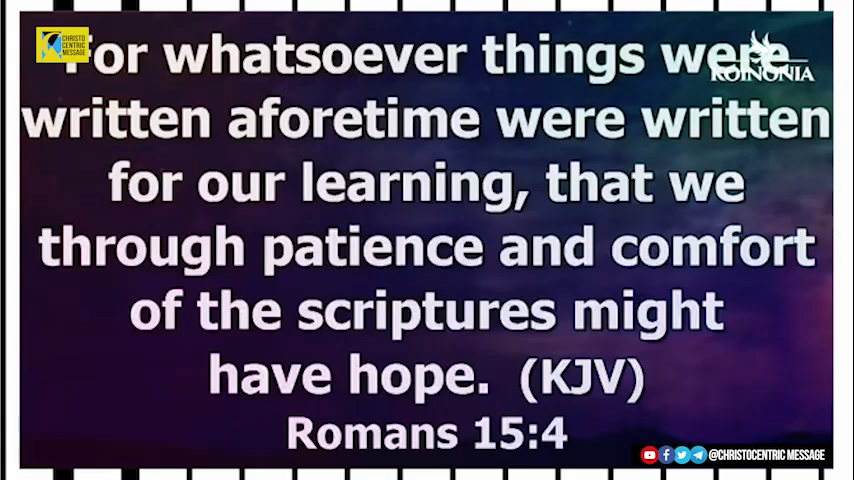 CHRISTO
CENTRIC
MESSAGE
For whatsoever things were
KOINONIA
written aforetime were written
for our learning, that we
through patience and comfort
of the scriptures might
have hope. (KJV)
Romans 15:4
@CHRISTOCENTRIC MESSAGE